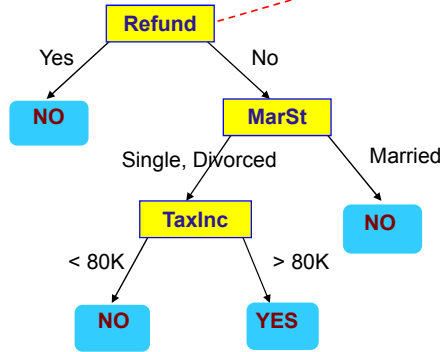 Refund
Yes
No
NO
MarSt
Single, Divorced
Married
TaxInc
NO
< 80K
> 80K
NO
YES